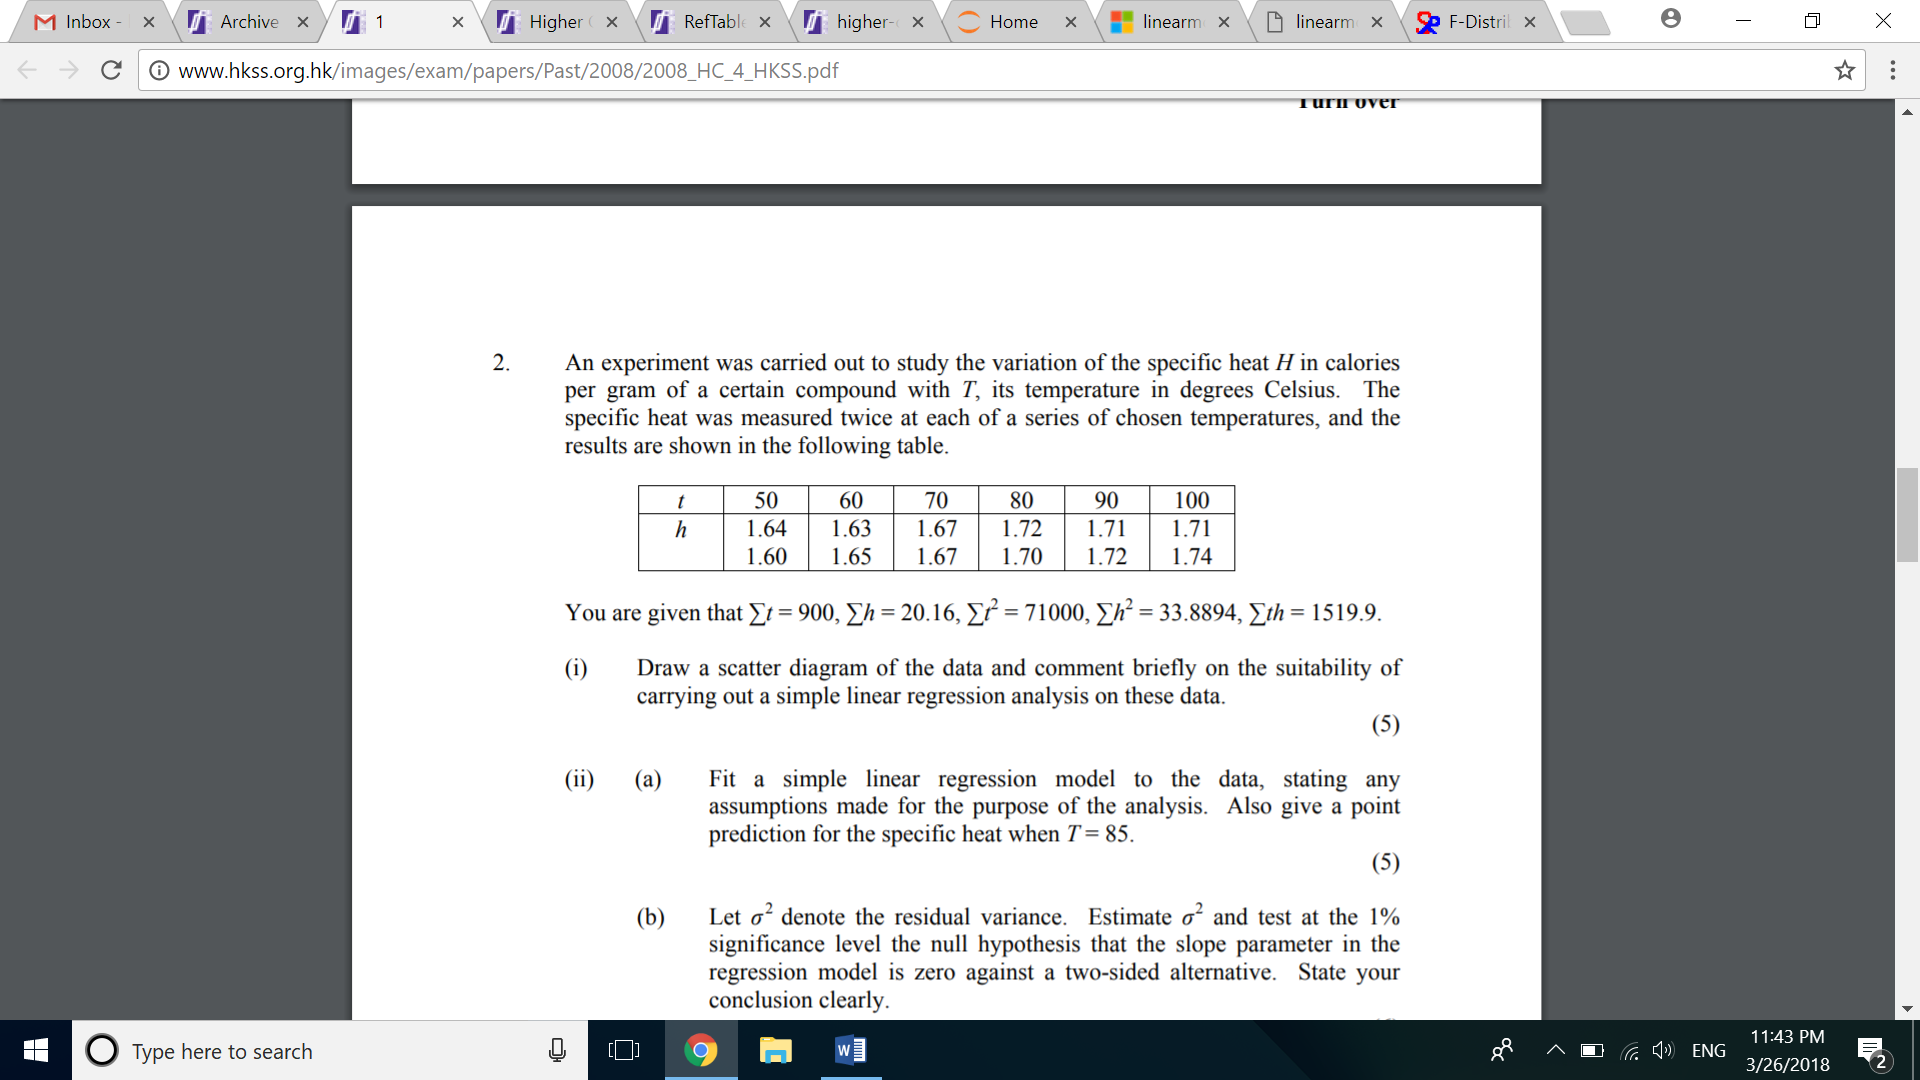 Inbox -
Archive
1
Higher
RefTable
higher-
Home
linearm
linearm
F-Distri
www.hkss.org.hk/images/exam/papers/Past/2008/2008_HC_4_HKSS.pdf
Turn over
2. An experiment was carried out to study the variation of the specific heat H in calories
per gram of a certain compound with T, its temperature in degrees Celsius. The
specific heat was measured twice at each of a series of chosen temperatures, and the
results are shown in the following table.
t 50 60 70 80 90 100
h 1.64 1.63 1.67 1.72 1.71 1.71
1.60 1.65 1.67 1.70 1.72 1.74
You are given that ∑t = 900, ∑h = 20.16, ∑t² = 71000, ∑h² = 33.8894, ∑th = 1519.9.
(i) Draw a scatter diagram of the data and comment briefly on the suitability of
carrying out a simple linear regression analysis on these data.
(5)
(ii) (a) Fit a simple linear regression model to the data, stating any
assumptions made for the purpose of the analysis. Also give a point
prediction for the specific heat when T = 85.
(5)
(b) Let σ² denote the residual variance. Estimate σ² and test at the 1%
significance level the null hypothesis that the slope parameter in the
regression model is zero against a two-sided alternative. State your
conclusion clearly.
Type here to search
ENG
11:43 PM
3/26/2018
2